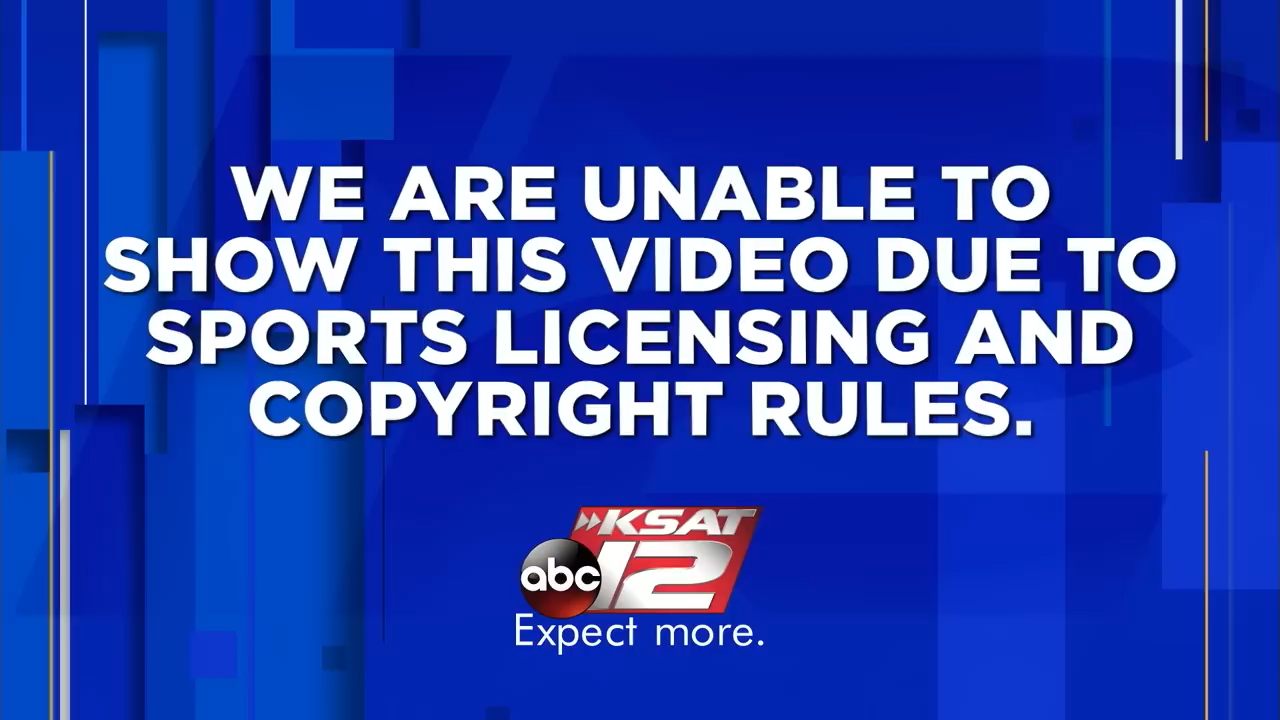 WE ARE UNABLE TO
SHOW THIS VIDEO DUE TO
SPORTS LICENSING AND
COPYRIGHT RULES.
KSAT
abc 12
Expect more.